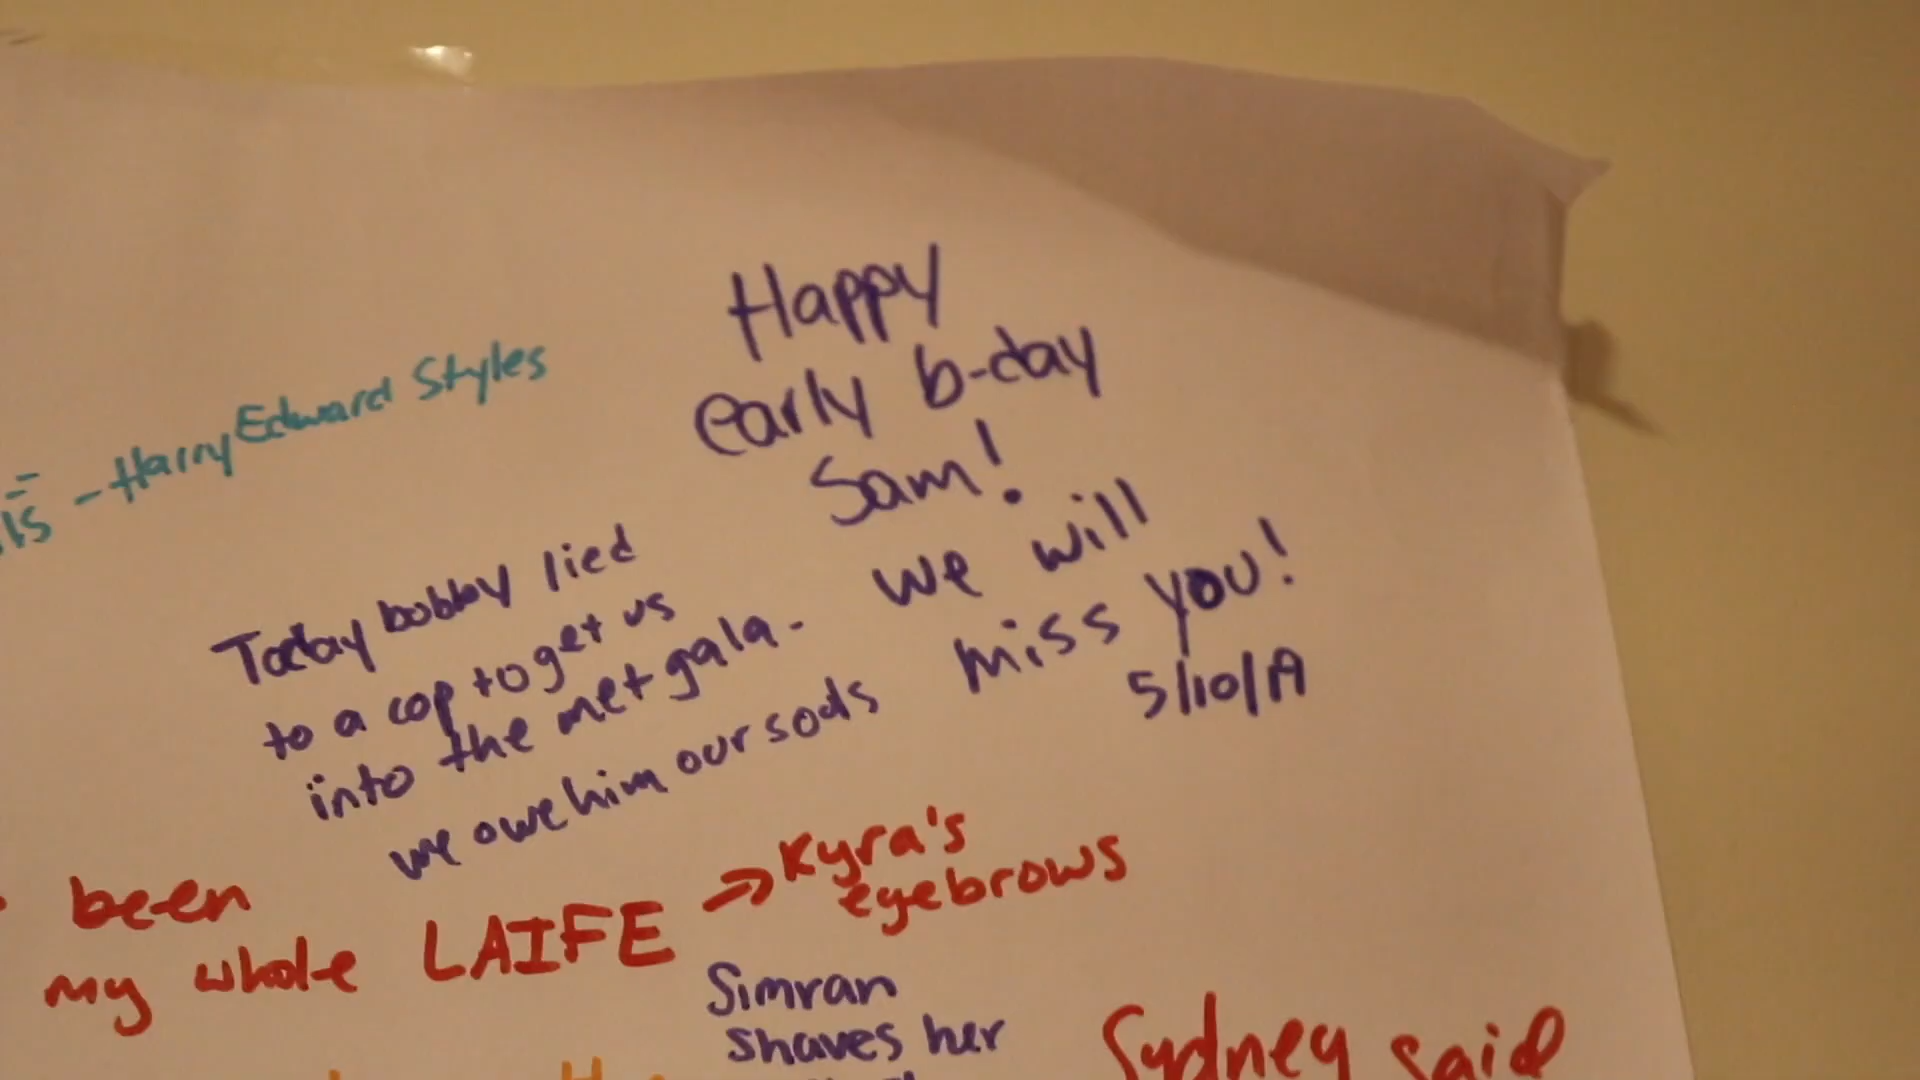 Happy
early b-day
Sam!
we will
miss you!
5/10/19
- Harry Edward Styles
Today bobby lied
to a cop to get us
into the met gala.
we owe him our sods
been
my whole LAIFE → Kyra's
eyebrows
Simran
shaves her
Sydney said